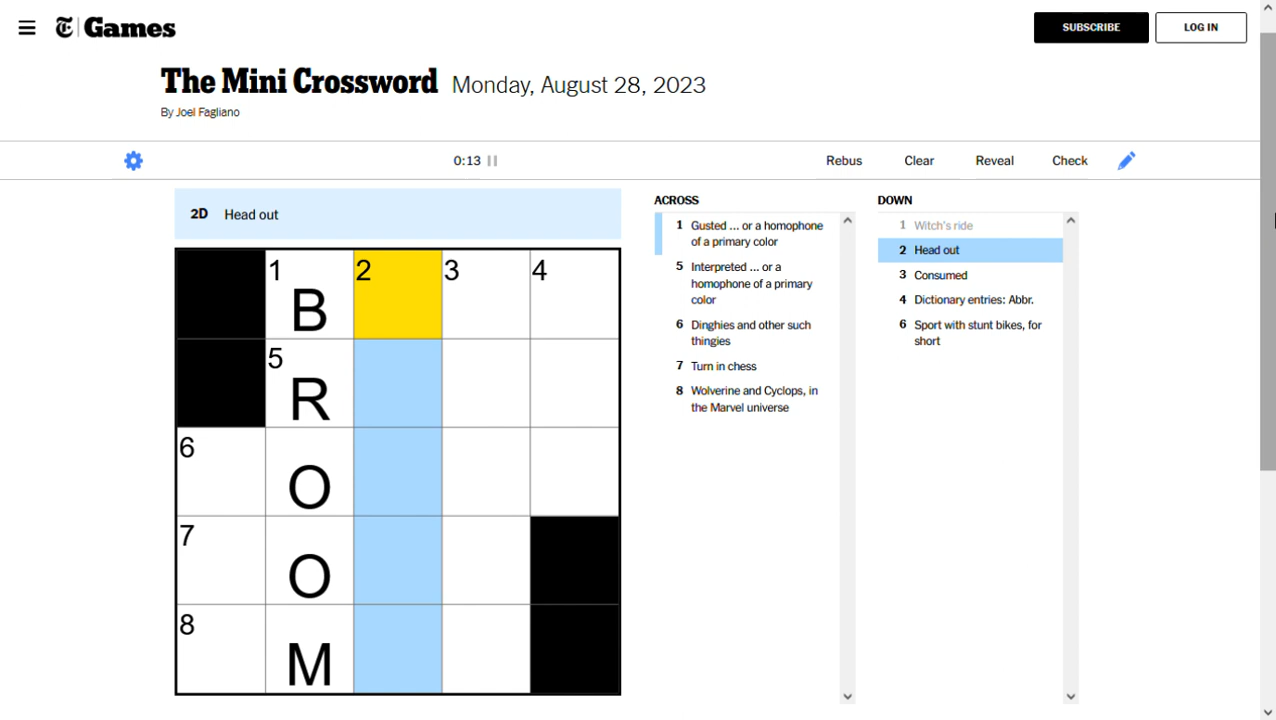 Games
SUBSCRIBE
LOG IN
The Mini Crossword Monday, August 28, 2023
By Joel Fagliano
0:13
Rebus
Clear
Reveal
Check
2D Head out
1 B 2 3 4
5 R
6 O
7 O
8 M
ACROSS
1 Gusted ... or a homophone
of a primary color
5 Interpreted ... or a
homophone of a primary
color
6 Dinghies and other such
thingies
7 Turn in chess
8 Wolverine and Cyclops, in
the Marvel universe
DOWN
1 Witch's ride
2 Head out
3 Consumed
4 Dictionary entries: Abbr.
6 Sport with stunt bikes, for
short